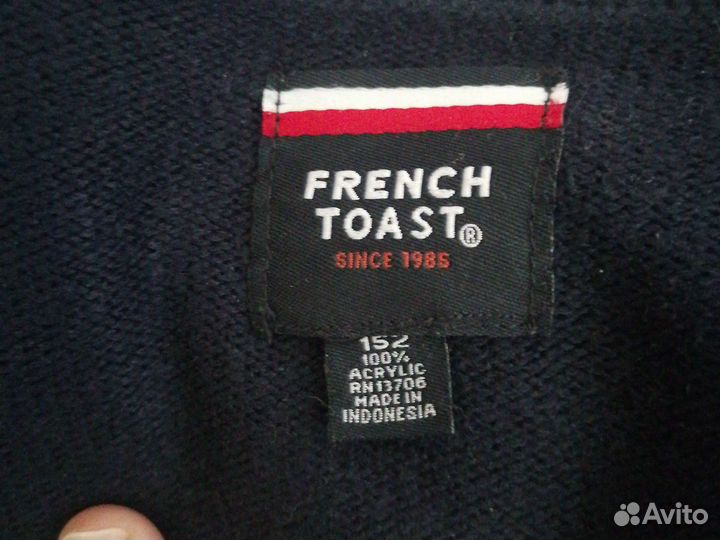 FRENCH
TOAST®
SINCE 1985
152
100%
ACRYLIC
RN13706
MADE IN
INDONESIA
Avito